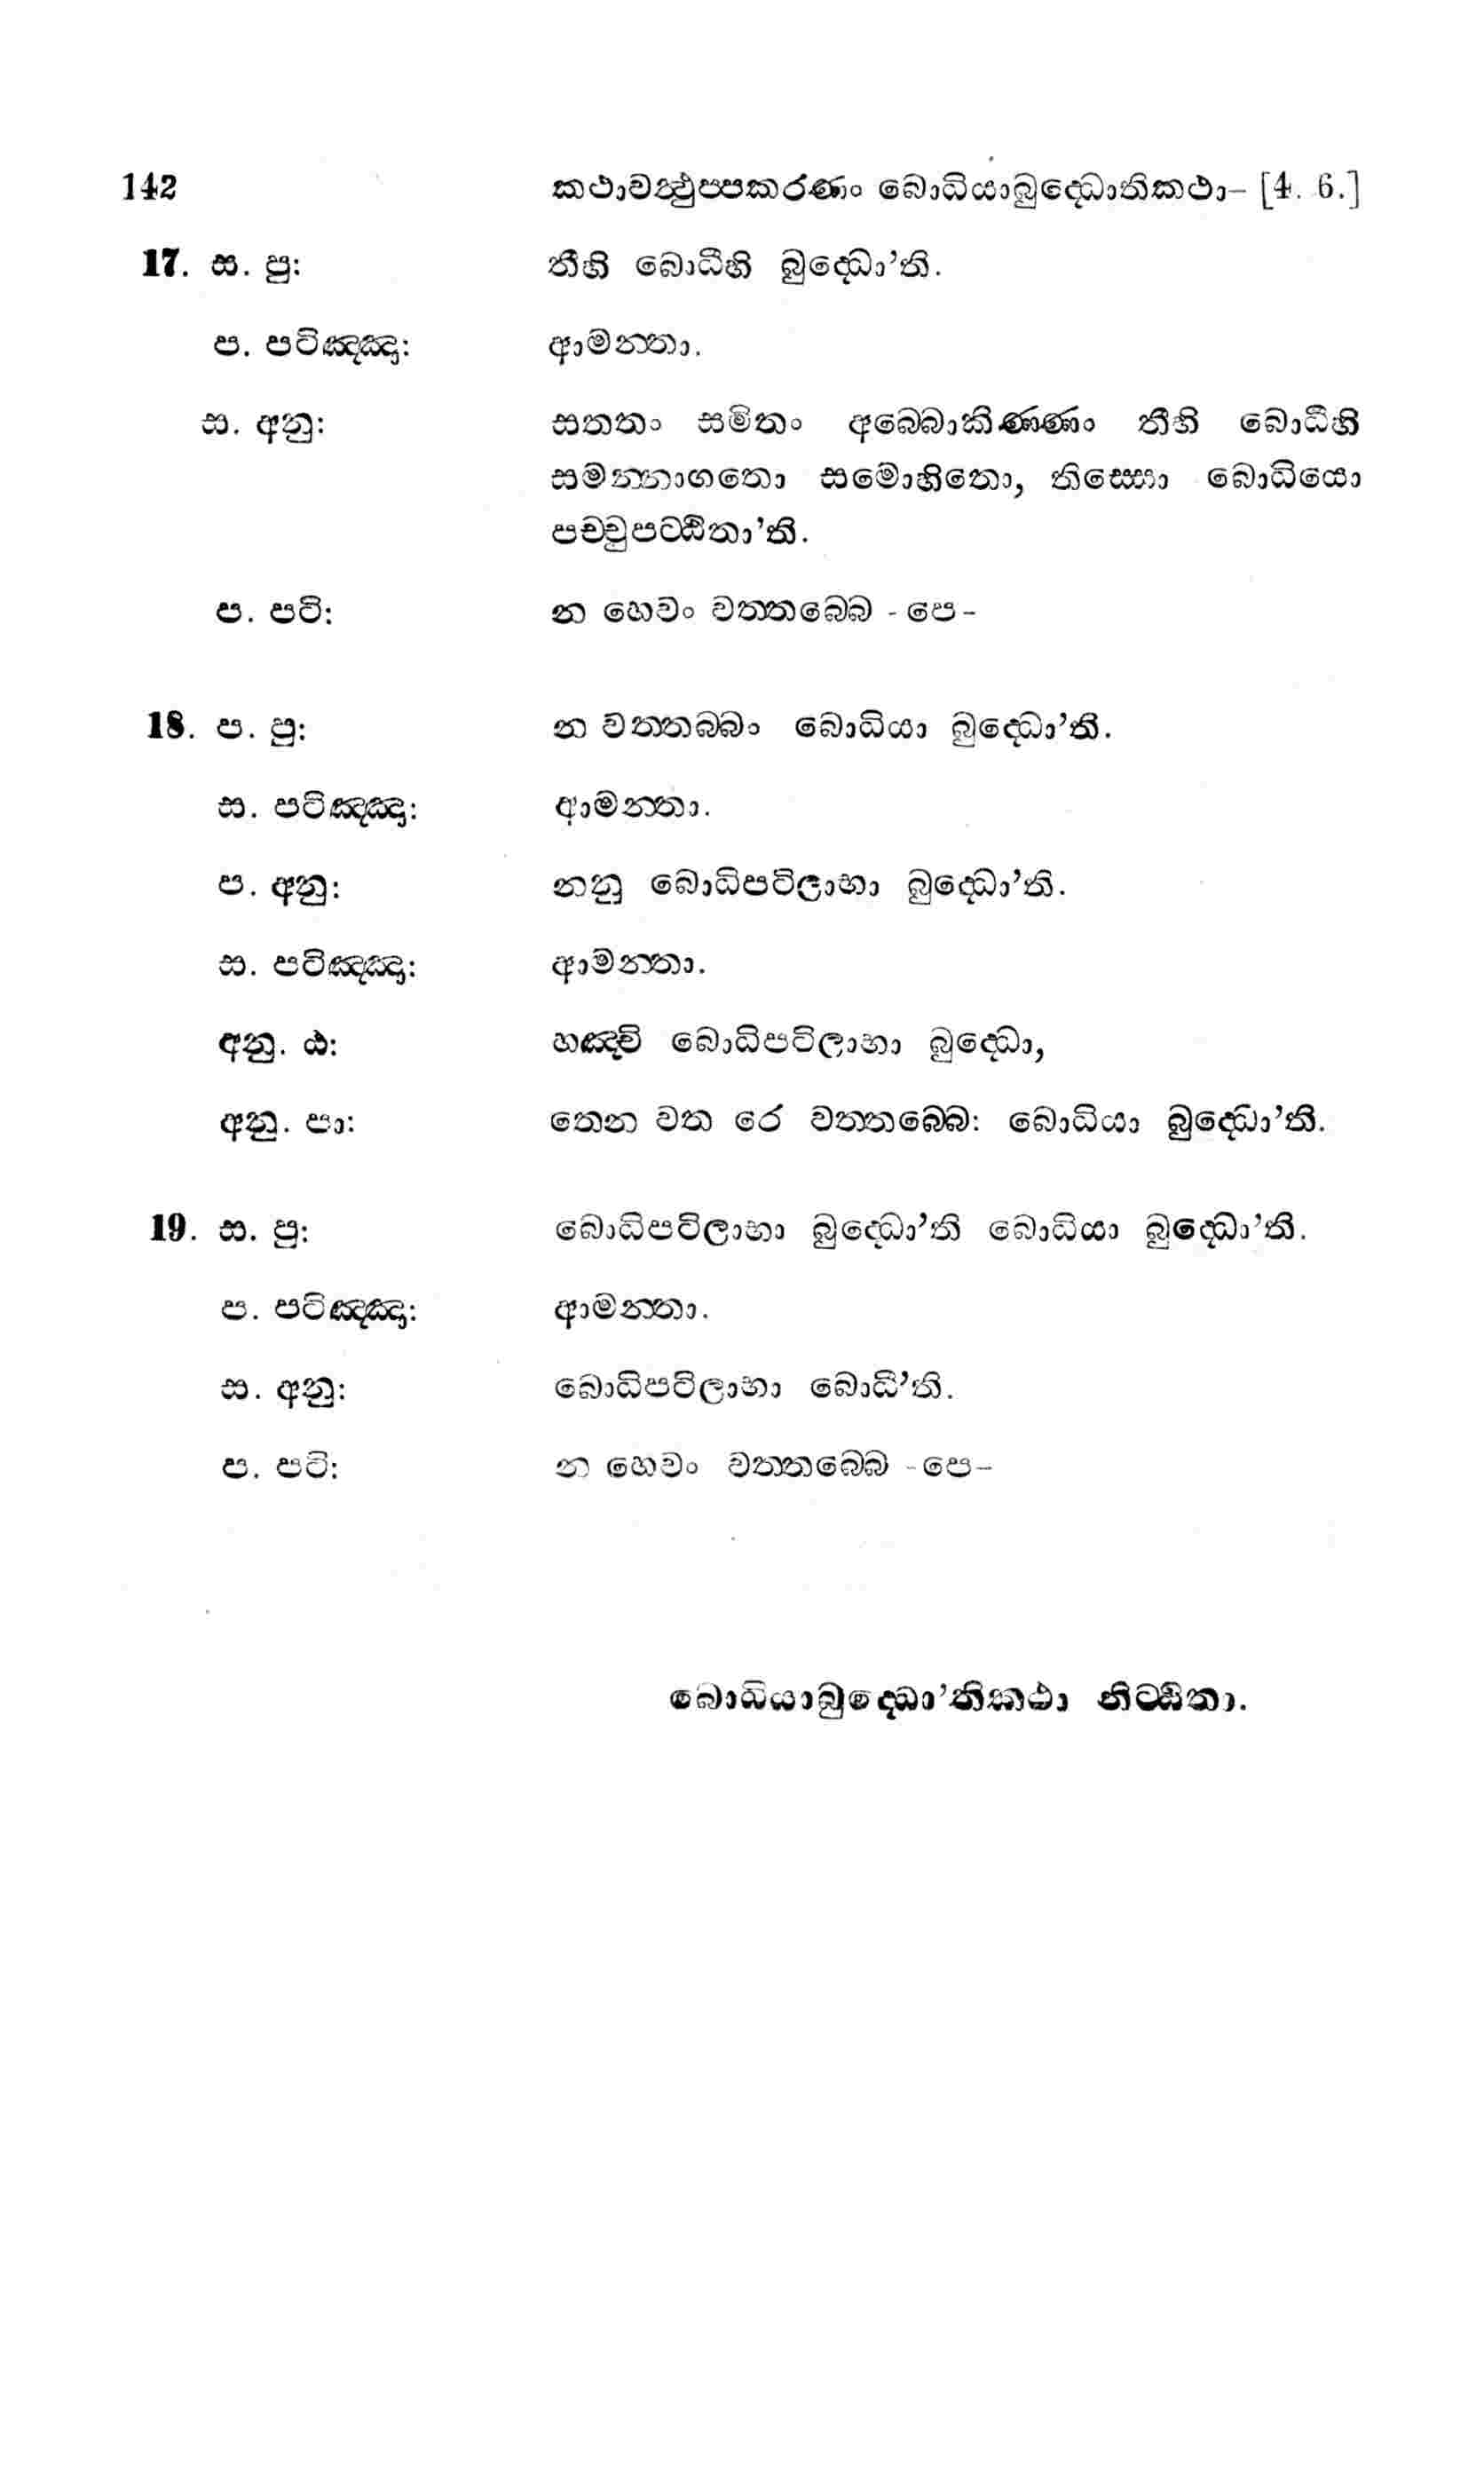 142 කථාවත්‍ථුප්‍පකරණං බොධියාබුද්‍ධොතිකථා– [4. 6.]
17. ස. පු: තීහි බොධීහි බුද්‍ධො’ති.
ප. පටිඤ්ඤා: ආමන්‍තා.
ස. අනු: සතතං සමිතං අබ්‍බොකිණ්‍ණං තීහි බොධීහි
සමන්‍නාගතො සමොහිතො, තිස්‍සො බොධියො
පච්චුපට්ඨිතා’ති.
ප. පටි: න හෙවං වත්‍තබ්‍බෙ -පෙ-
18. ප. පු: න වත්‍තබ්‍බං බොධියා බුද්‍ධො’ති.
ස. පටිඤ්ඤා: ආමන්‍තා.
ප. අනු: නනු බොධිපටිලාභා බුද්‍ධො’ති.
ස. පටිඤ්ඤා: ආමන්‍තා.
අනු. ඨ: හඤ්චි බොධිපටිලාභා බුද්‍ධො,
අනු. පා: තෙන වත රෙ වත්‍තබ්‍බෙ: බොධියා බුද්‍ධො’ති.
19. ස. පු: බොධිපටිලාභා බුද්‍ධො’ති බොධියා බුද්‍ධො’ති.
ප. පටිඤ්ඤා: ආමන්‍තා.
ස. අනු: බොධිපටිලාභා බොධී’ති.
ප. පටි: න හෙවං වත්‍තබ්‍බෙ -පෙ-
බොධියාබුද්‍ධො’තිකථා නිට්ඨිතා.